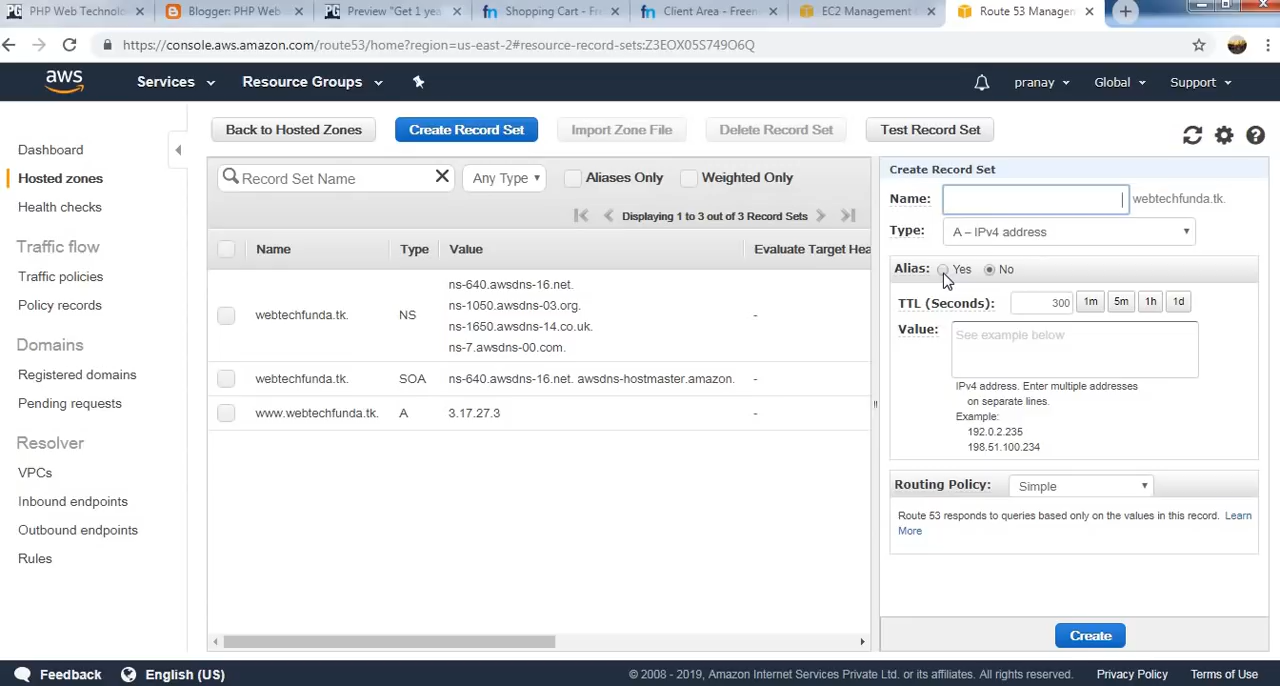 PHP Web Technolo
Blogger: PHP Web
Preview "Get 1 yea
Shopping Cart - Fre
Client Area - Freen
EC2 Management
Route 53 Manager
https://console.aws.amazon.com/route53/home?region=us-east-2#resource-record-sets:Z3EOX05S749O6Q
aws
Services
Resource Groups
pranay
Global
Support
Dashboard
Hosted zones
Health checks
Traffic flow
Traffic policies
Policy records
Domains
Registered domains
Pending requests
Resolver
VPCs
Inbound endpoints
Outbound endpoints
Rules
Back to Hosted Zones
Create Record Set
Import Zone File
Delete Record Set
Test Record Set
Record Set Name
Any Type
Aliases Only
Weighted Only
Displaying 1 to 3 out of 3 Record Sets
Name Type Value Evaluate Target Hea
webtechfunda.tk. NS
ns-640.awsdns-16.net.
ns-1050.awsdns-03.org.
ns-1650.awsdns-14.co.uk.
ns-7.awsdns-00.com.
-
webtechfunda.tk. SOA ns-640.awsdns-16.net. awsdns-hostmaster.amazon. -
www.webtechfunda.tk. A 3.17.27.3 -
Create Record Set
Name: webtechfunda.tk.
Type: A – IPv4 address
Alias: Yes No
TTL (Seconds): 300 1m 5m 1h 1d
Value: See example below
IPv4 address. Enter multiple addresses
on separate lines.
Example:
192.0.2.235
198.51.100.234
Routing Policy: Simple
Route 53 responds to queries based only on the values in this record. Learn
More
Create
Feedback
English (US)
© 2008 - 2019, Amazon Internet Services Private Ltd. or its affiliates. All rights reserved.
Privacy Policy
Terms of Use